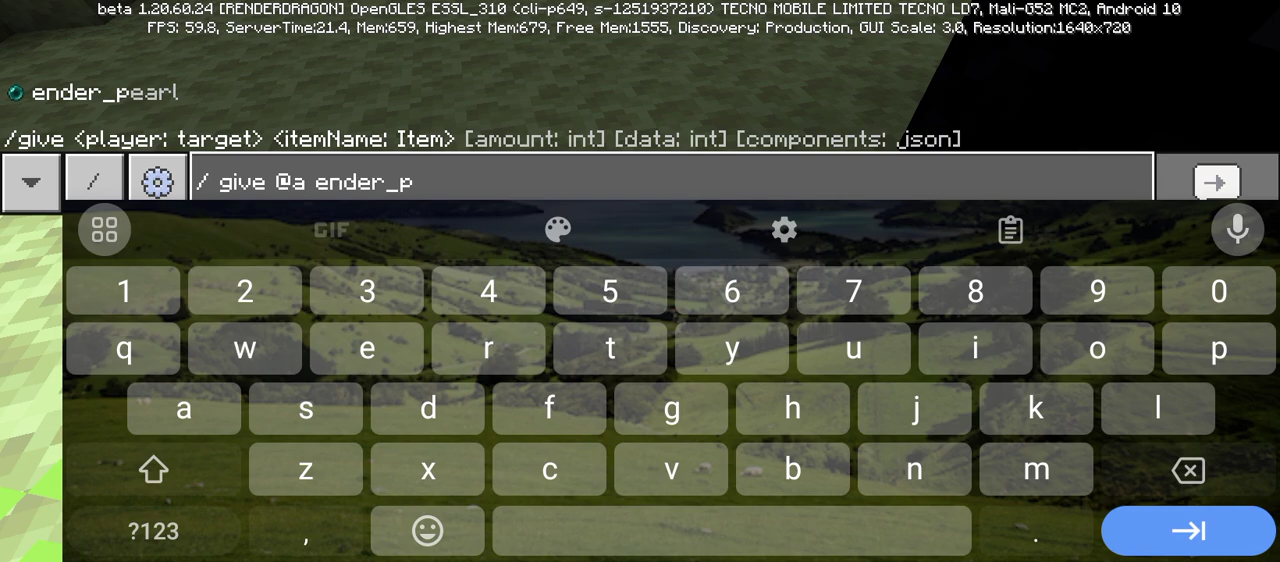 beta 1.20.60.24 [RENDERDRAGON] OpenGLES ESSL_310 (cli-p649, s-1251937210) TECNO MOBILE LIMITED TECNO LD7, Mali-G52 MC2, Android 10
FPS: 59.8, ServerTime:21.4, Mem:659, Highest Mem:679, Free Mem:1555, Discovery: Production, GUI Scale: 3.0, Resolution:1640x720
ender_pearl
/give <player: target> <itemName: Item> [amount: int] [data: int] [components: json]
/ / give @a ender_p
GIF
1 2 3 4 5 6 7 8 9 0
q w e r t y u i o p
a s d f g h j k l
z x c v b n m
?123 , .